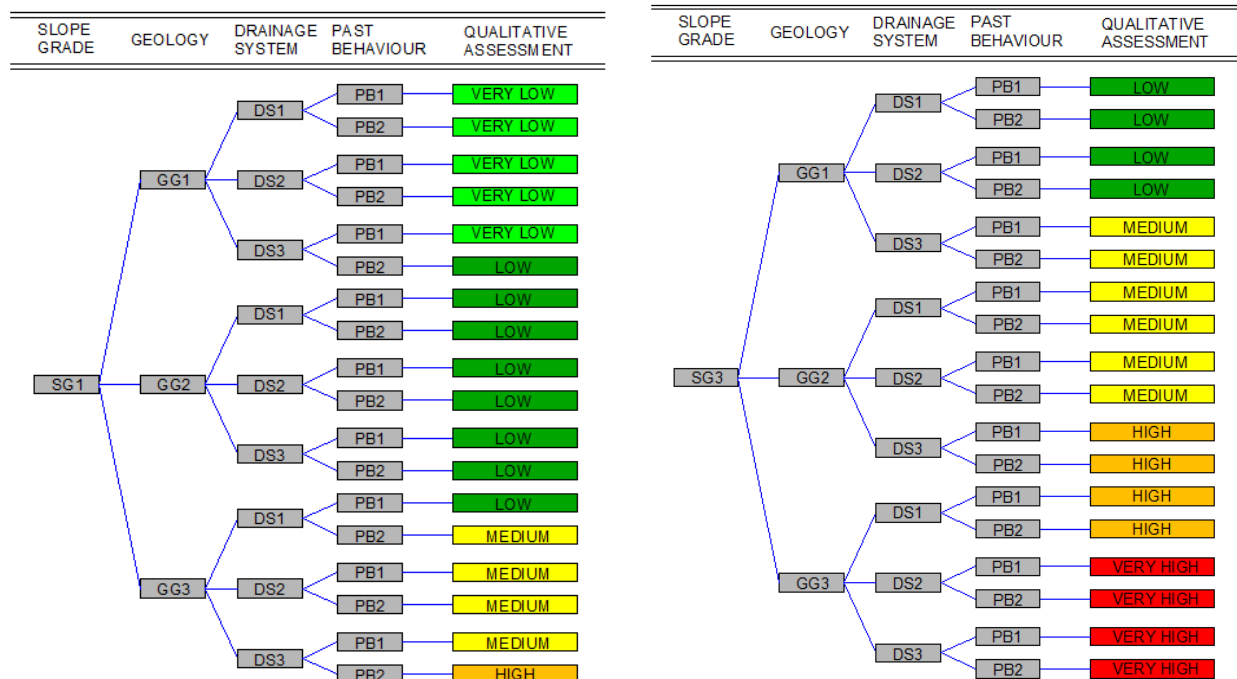 SLOPE GRADE GEOLOGY DRAINAGE SYSTEM PAST BEHAVIOUR QUALITATIVE ASSESSMENT
PB1 VERY LOW
DS1
PB2 VERY LOW
PB1 VERY LOW
GG1 DS2
PB2 VERY LOW
PB1 VERY LOW
DS3
PB2 LOW
PB1 LOW
DS1
PB2 LOW
PB1 LOW
SG1 GG2 DS2
PB2 LOW
PB1 LOW
DS3
PB2 LOW
PB1 LOW
DS1
PB2 MEDIUM
PB1 MEDIUM
GG3 DS2
PB2 MEDIUM
PB1 MEDIUM
DS3
PB2 HIGH
SLOPE GRADE GEOLOGY DRAINAGE SYSTEM PAST BEHAVIOUR QUALITATIVE ASSESSMENT
PB1 LOW
DS1
PB2 LOW
PB1 LOW
GG1 DS2
PB2 LOW
PB1 MEDIUM
DS3
PB2 MEDIUM
PB1 MEDIUM
DS1
PB2 MEDIUM
PB1 MEDIUM
SG3 GG2 DS2
PB2 MEDIUM
PB1 HIGH
DS3
PB2 HIGH
PB1 HIGH
DS1
PB2 HIGH
PB1 VERY HIGH
GG3 DS2
PB2 VERY HIGH
PB1 VERY HIGH
DS3
PB2 VERY HIGH